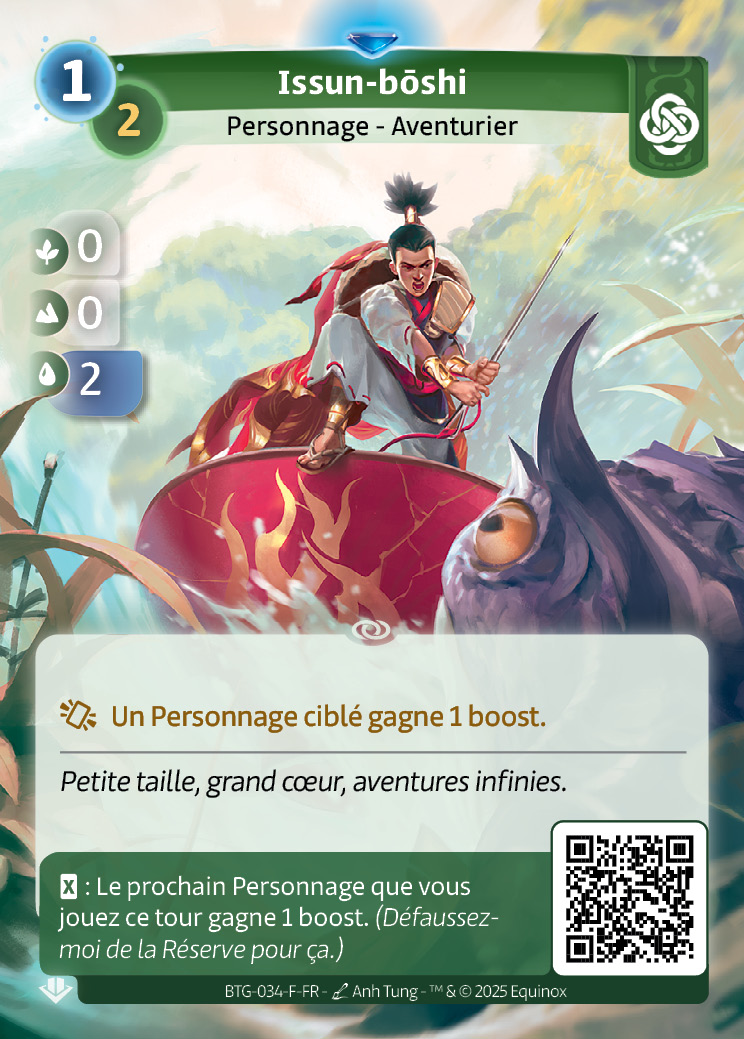 1
Issun-bōshi
2
Personnage - Aventurier
0
0
2
Un Personnage ciblé gagne 1 boost.
Petite taille, grand cœur, aventures infinies.
X : Le prochain Personnage que vous
jouez ce tour gagne 1 boost. (Défaussez-
moi de la Réserve pour ça.)
BTG-034-F-FR - Anh Tung - ™ & © 2025 Equinox